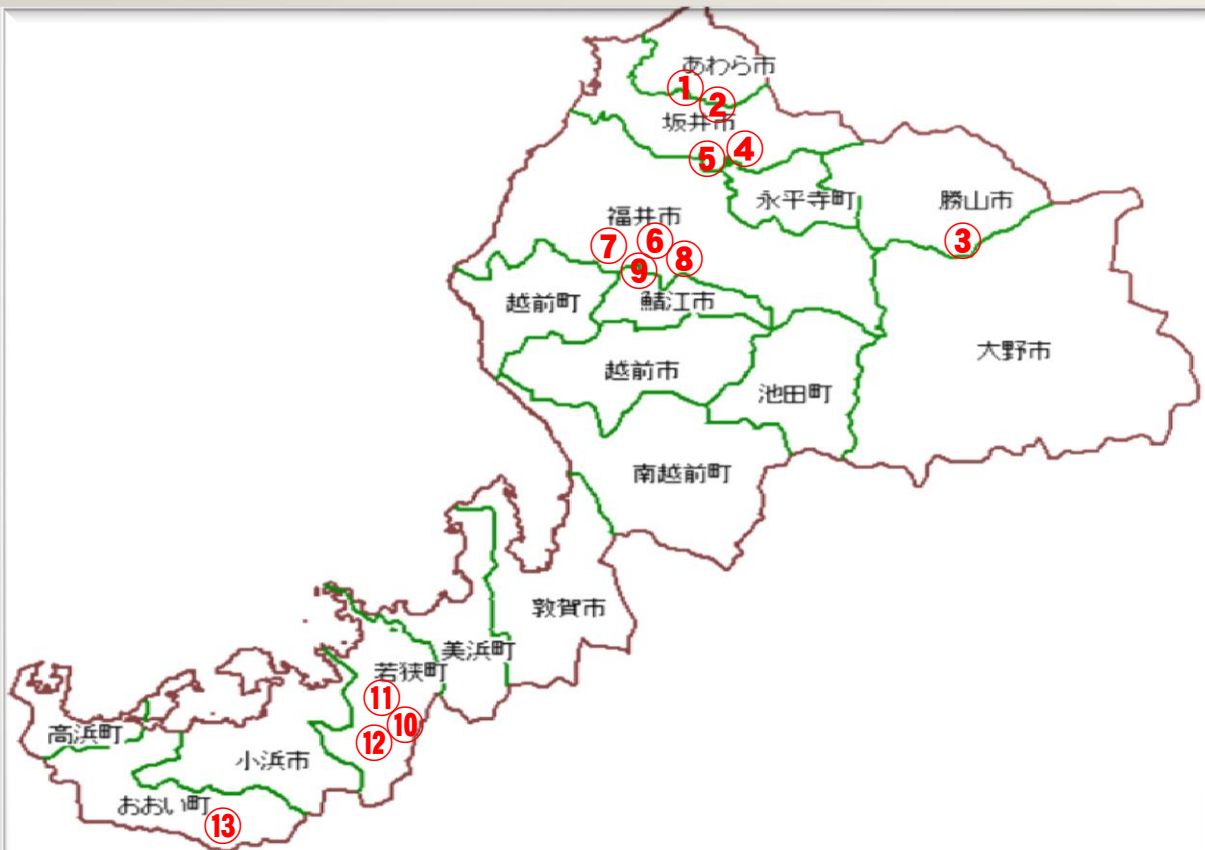 あわら市
①
②
坂井市
④
⑤
永平寺町
勝山市
福井市
③
⑥
⑦
⑧
⑨
越前町
鯖江市
大野市
越前市
池田町
南越前町
敦賀市
美浜町
若狭町
⑪
⑩
高浜町
⑫
小浜市
おおい町
⑬